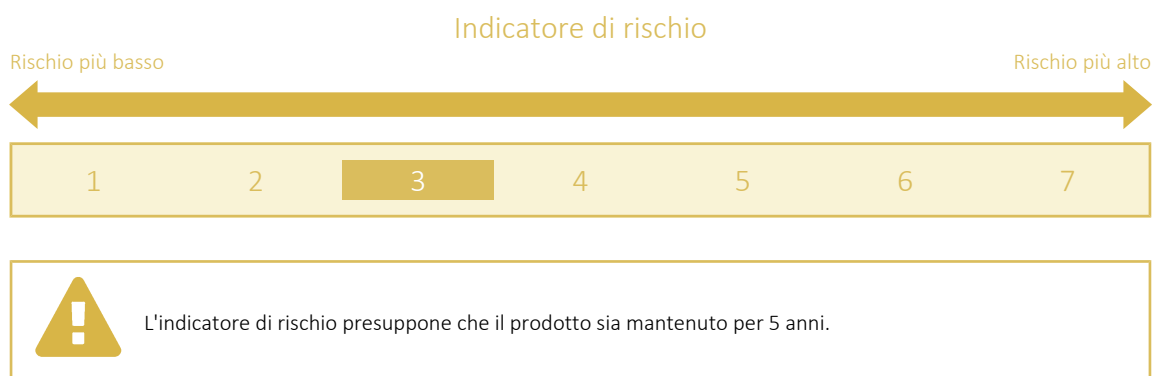 Indicatore di rischio
Rischio più basso Rischio più alto
1 2 3 4 5 6 7
L'indicatore di rischio presuppone che il prodotto sia mantenuto per 5 anni.